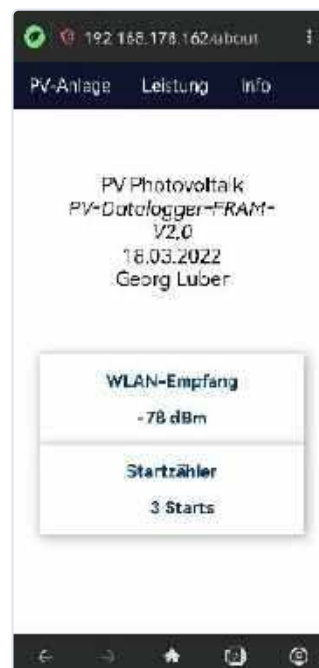 192.168.178.162/about
PV-Anlage Leistung Info
PV Photovoltaik
PV-Datalogger-FRAM-
V2.0
18.03.2022
Georg Luber
WLAN-Empfang
-78 dBm
Startzähler
3 Starts